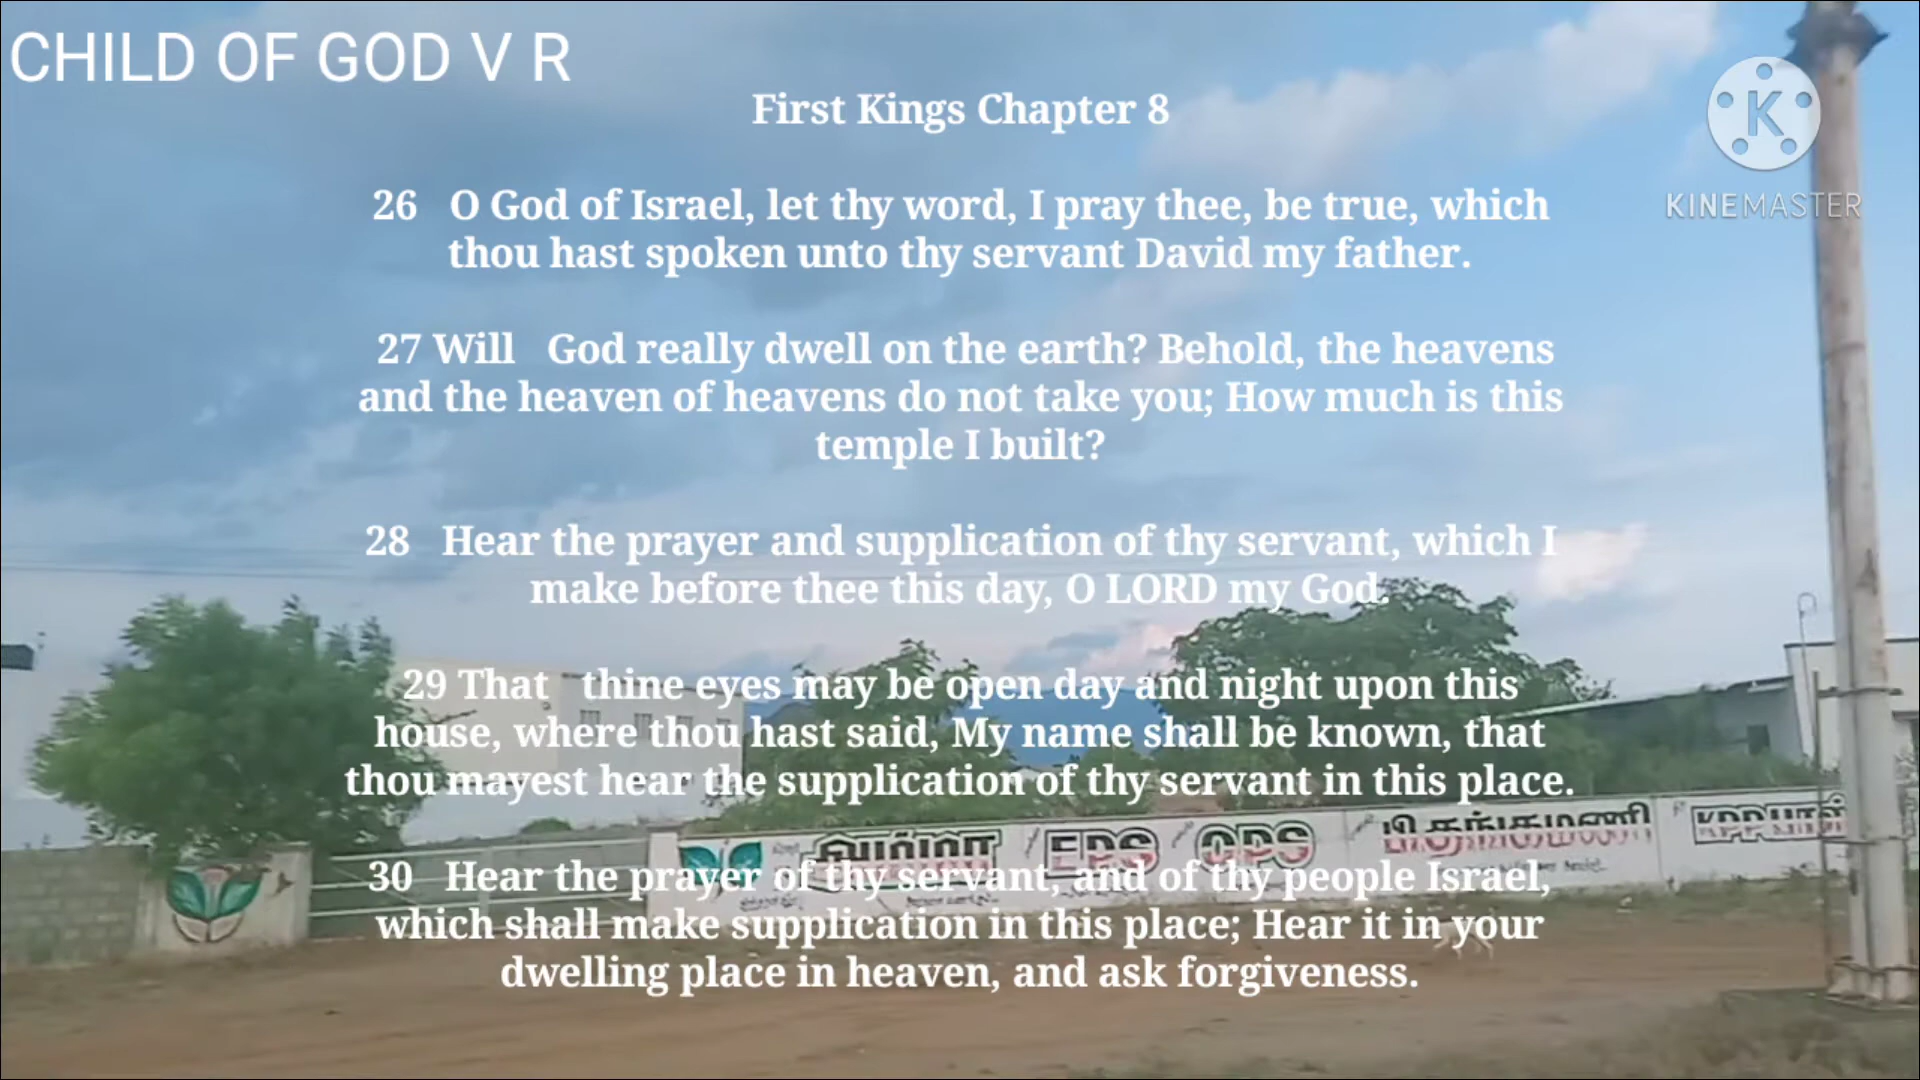 CHILD OF GOD V R
First Kings Chapter 8
KINEMASTER
26 O God of Israel, let thy word, I pray thee, be true, which
thou hast spoken unto thy servant David my father.
27 Will God really dwell on the earth? Behold, the heavens
and the heaven of heavens do not take you; How much is this
temple I built?
28 Hear the prayer and supplication of thy servant, which I
make before thee this day, O LORD my God.
29 That thine eyes may be open day and night upon this
house, where thou hast said, My name shall be known, that
thou mayest hear the supplication of thy servant in this place.
அம்மா EPS OPS பி.தங்கமணி KPP
30 Hear the prayer of thy servant, and of thy people Israel,
which shall make supplication in this place; Hear it in your
dwelling place in heaven, and ask forgiveness.